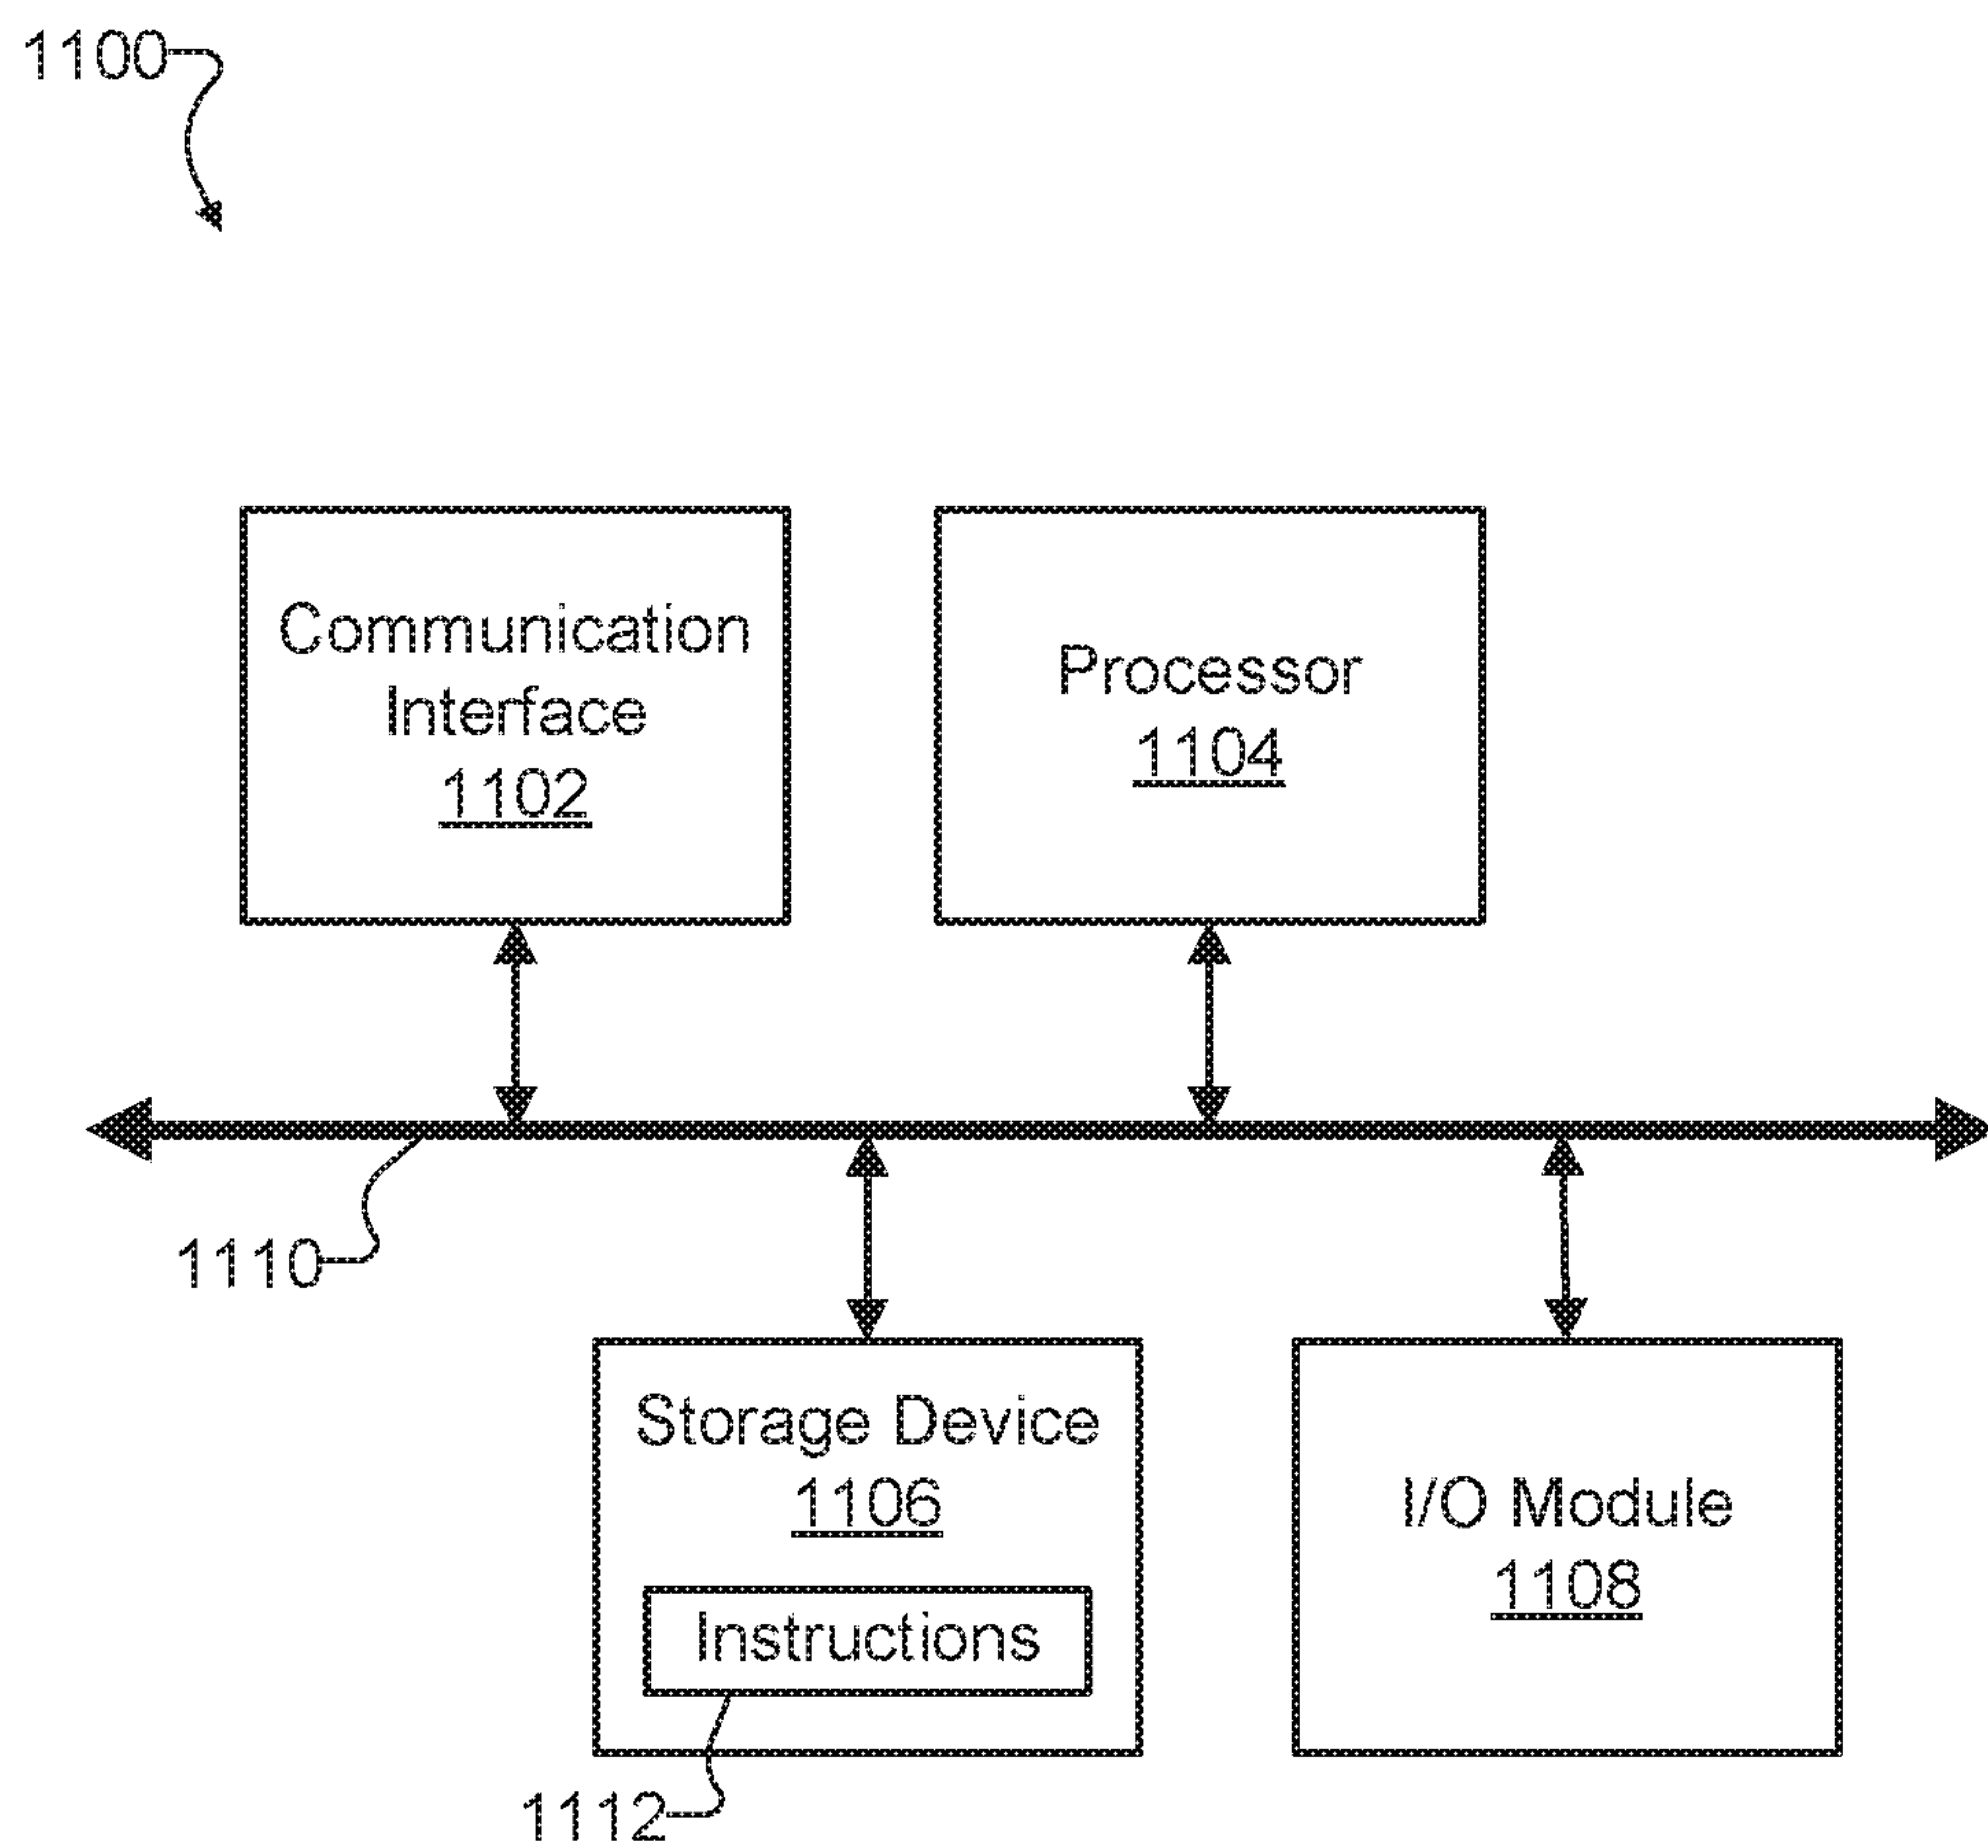 1100
Communication
Interface
1102
Processor
1104
1110
Storage Device
1106
Instructions
1112
I/O Module
1108